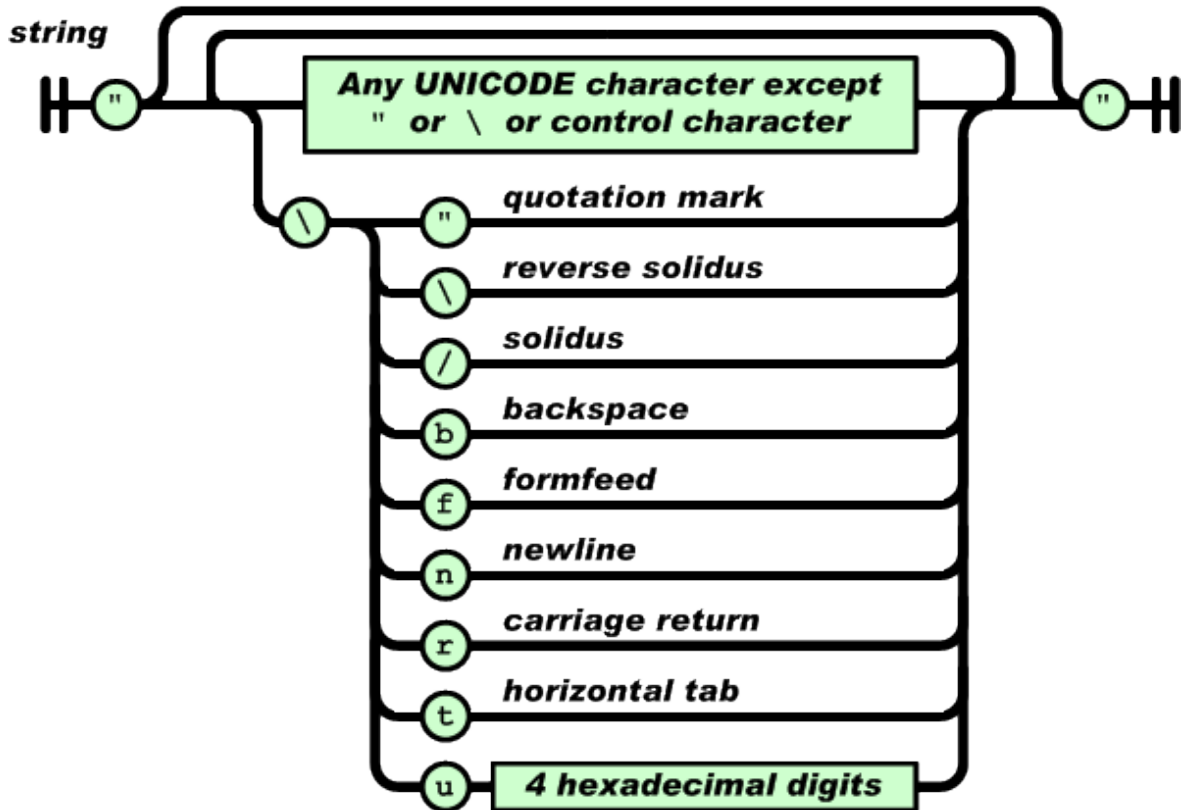 string
"
Any UNICODE character except
" or \ or control character
"
\
" quotation mark
\ reverse solidus
/ solidus
b backspace
f formfeed
n newline
r carriage return
t horizontal tab
u 4 hexadecimal digits